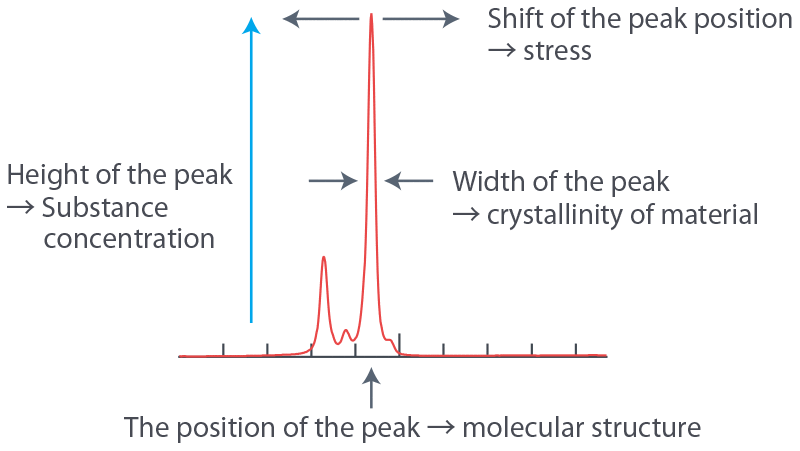 Shift of the peak position
→ stress
Height of the peak
→ Substance
concentration
Width of the peak
→ crystallinity of material
The position of the peak → molecular structure